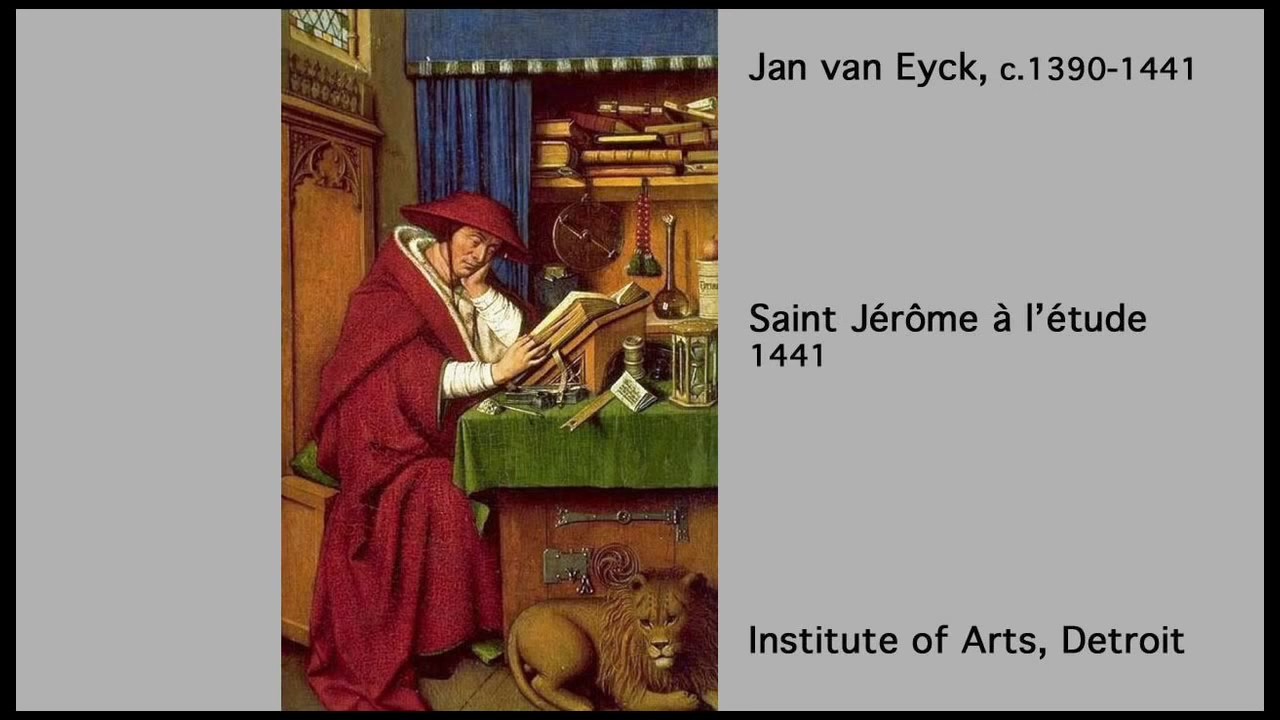 Jan van Eyck, c.1390-1441
Saint Jérôme à l’étude
1441
Institute of Arts, Detroit